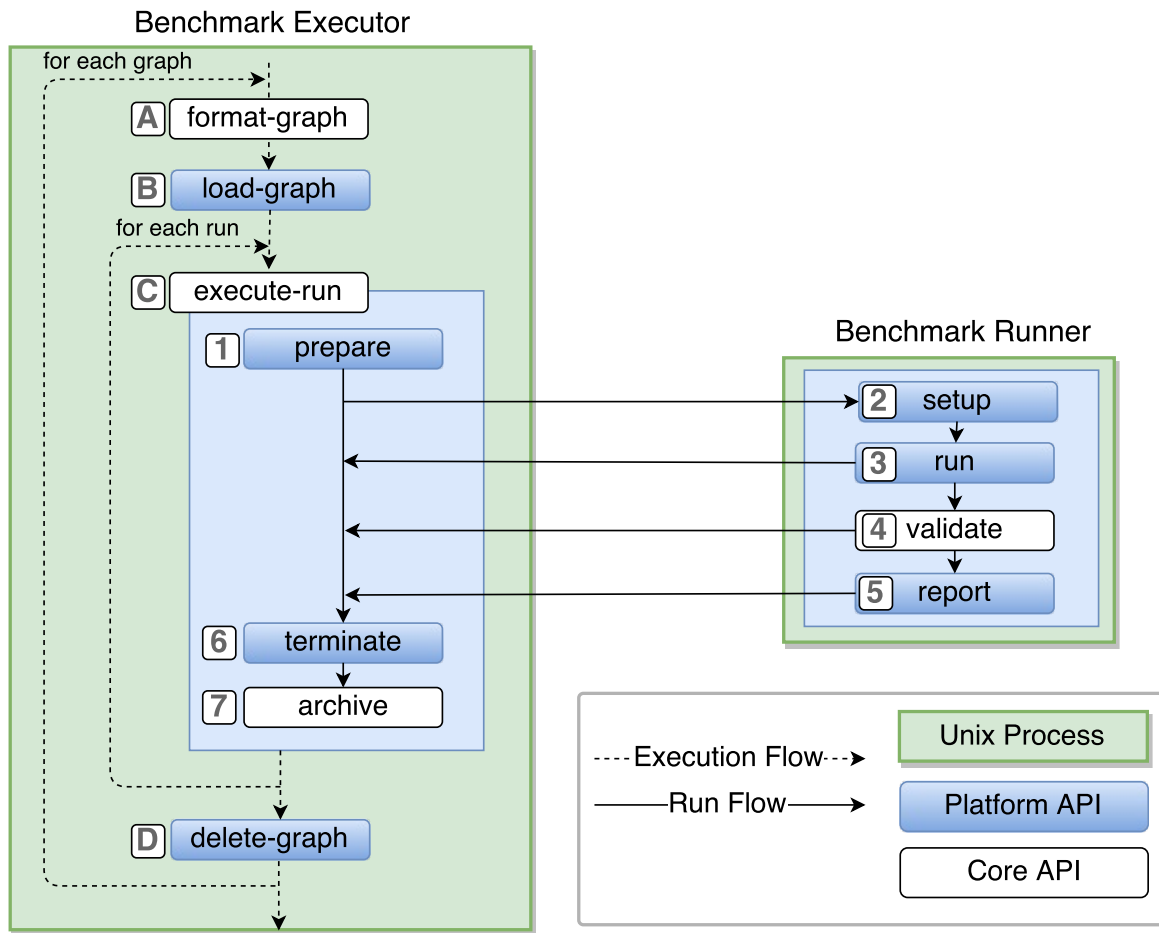 Benchmark Executor
for each graph
A format-graph
B load-graph
for each run
C execute-run
1 prepare
6 terminate
7 archive
D delete-graph
Benchmark Runner
2 setup
3 run
4 validate
5 report
Execution Flow
Run Flow
Unix Process
Platform API
Core API